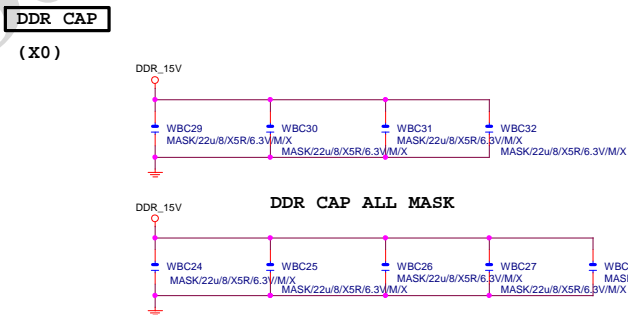 DDR CAP
(X0)
DDR_15V
WBC29
MASK/22u/8/X5R/6.3V/M/X
WBC30
MASK/22u/8/X5R/6.3V/M/X
WBC31
MASK/22u/8/X5R/6.3V/M/X
WBC32
MASK/22u/8/X5R/6.3V/M/X
DDR CAP ALL MASK
DDR_15V
WBC24
MASK/22u/8/X5R/6.3V/M/X
WBC25
MASK/22u/8/X5R/6.3V/M/X
WBC26
MASK/22u/8/X5R/6.3V/M/X
WBC27
MASK/22u/8/X5R/6.3V/M/X